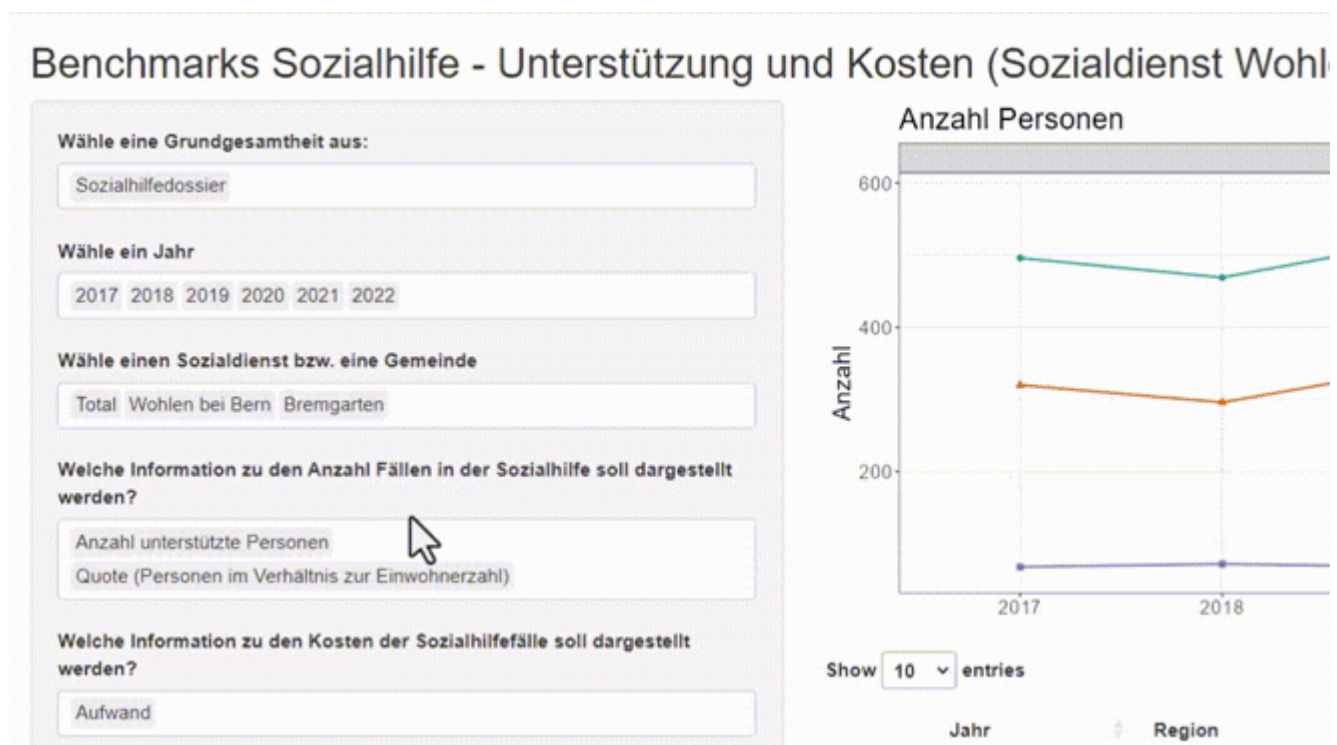 Benchmarks Sozialhilfe - Unterstützung und Kosten (Sozialdienst
Wähle eine Grundgesamtheit aus:
Sozialhilfedossier
Wähle ein Jahr
2017 2018 2019 2020 2021 2022
Wähle einen Sozialdienst bzw. eine Gemeinde
Total Wohlen bei Bern Bremgarten
Welche Information zu den Anzahl Fällen in der Sozialhilfe soll dargestellt
werden?
Anzahl unterstützte Personen
Quote (Personen im Verhältnis zur Einwohnerzahl)
Welche Information zu den Kosten der Sozialhilfefälle soll dargestellt
werden?
Aufwand
Anzahl Personen
600
400
200
Anzahl
2017 2018
Show 10 entries
Jahr Region